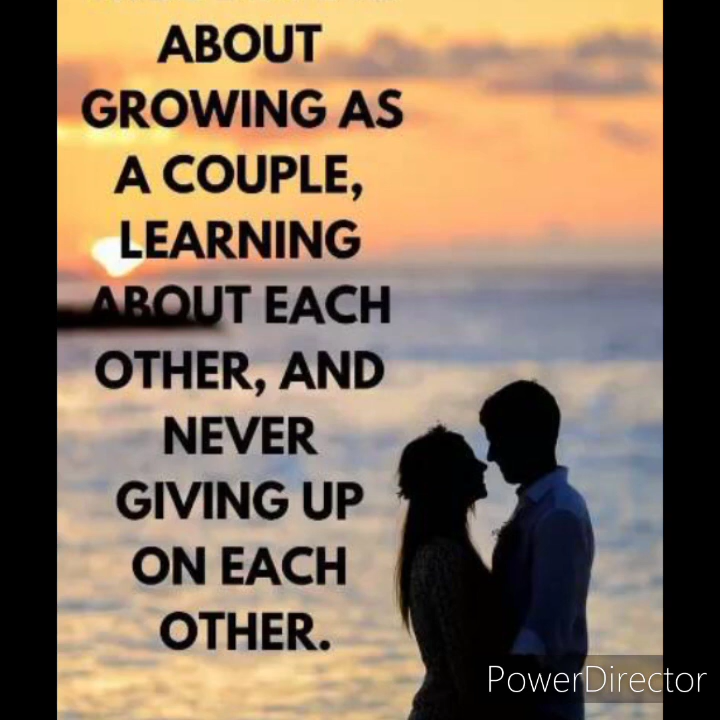 ABOUT
GROWING AS
A COUPLE,
LEARNING
ABOUT EACH
OTHER, AND
NEVER
GIVING UP
ON EACH
OTHER.
PowerDirector